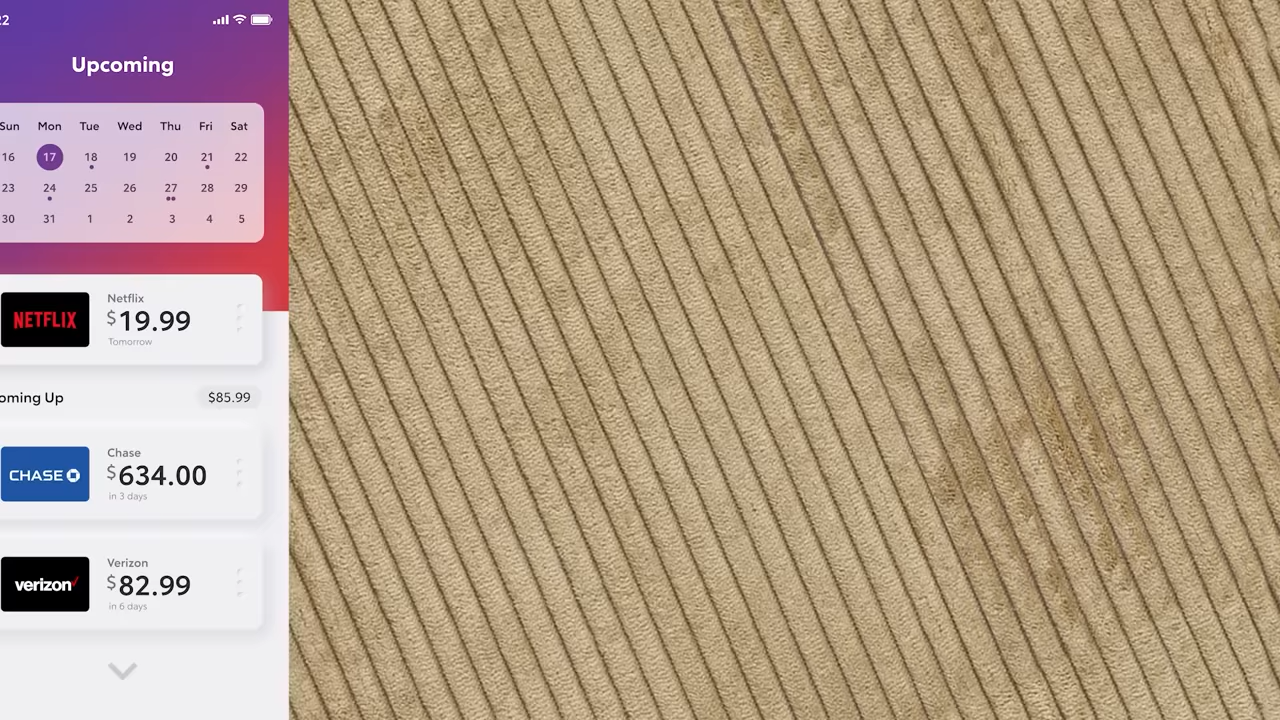 22
Upcoming
Sun Mon Tue Wed Thu Fri Sat
16 17 18 19 20 21 22
23 24 25 26 27 28 29
30 31 1 2 3 4 5
NETFLIX
Netflix
$19.99
Tomorrow
oming Up $85.99
CHASE
Chase
$634.00
in 3 days
verizon
Verizon
$82.99
in 6 days